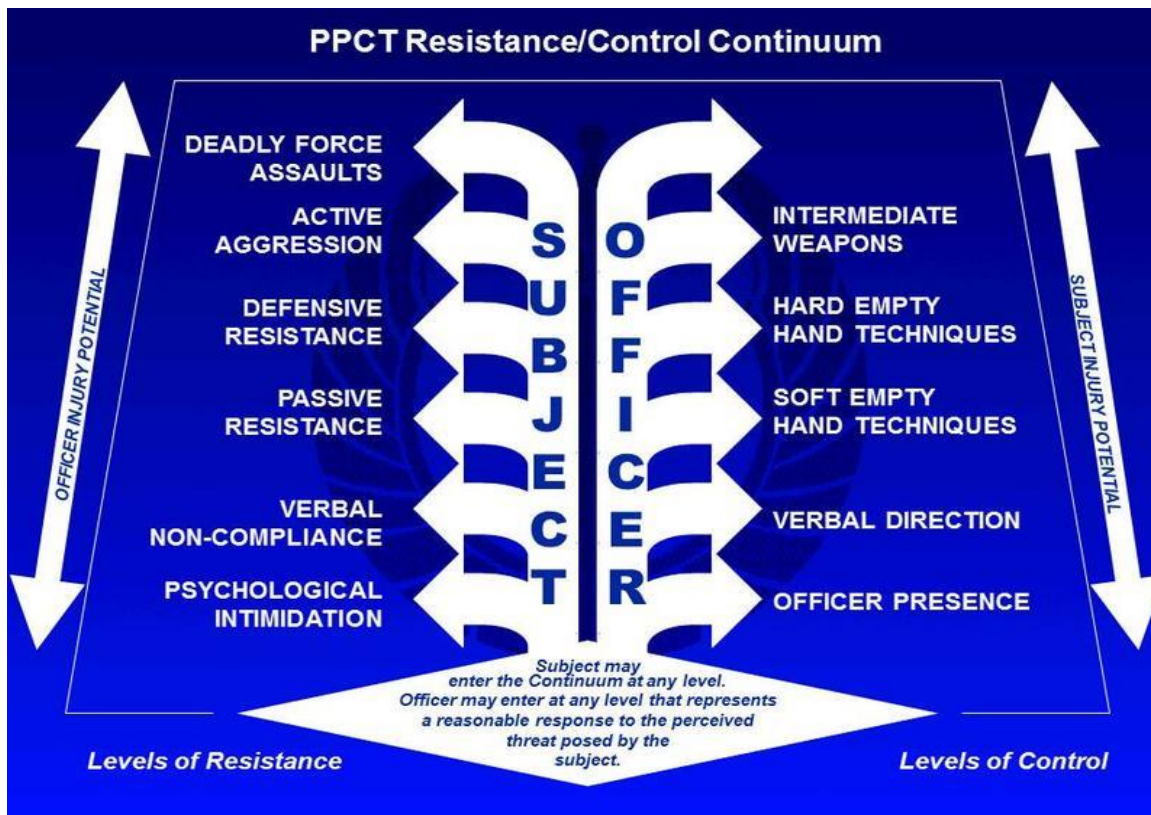 PPCT Resistance/Control Continuum
DEADLY FORCE
ASSAULTS
ACTIVE
AGGRESSION
DEFENSIVE
RESISTANCE
PASSIVE
RESISTANCE
VERBAL
NON-COMPLIANCE
PSYCHOLOGICAL
INTIMIDATION
OFFICER INJURY POTENTIAL
SUBJECT
OFFICER
INTERMEDIATE
WEAPONS
HARD EMPTY
HAND TECHNIQUES
SOFT EMPTY
HAND TECHNIQUES
VERBAL DIRECTION
OFFICER PRESENCE
SUBJECT INJURY POTENTIAL
Subject may
enter the Continuum at any level.
Officer may enter at any level that represents
a reasonable response to the perceived
threat posed by the
subject.
Levels of Resistance
Levels of Control